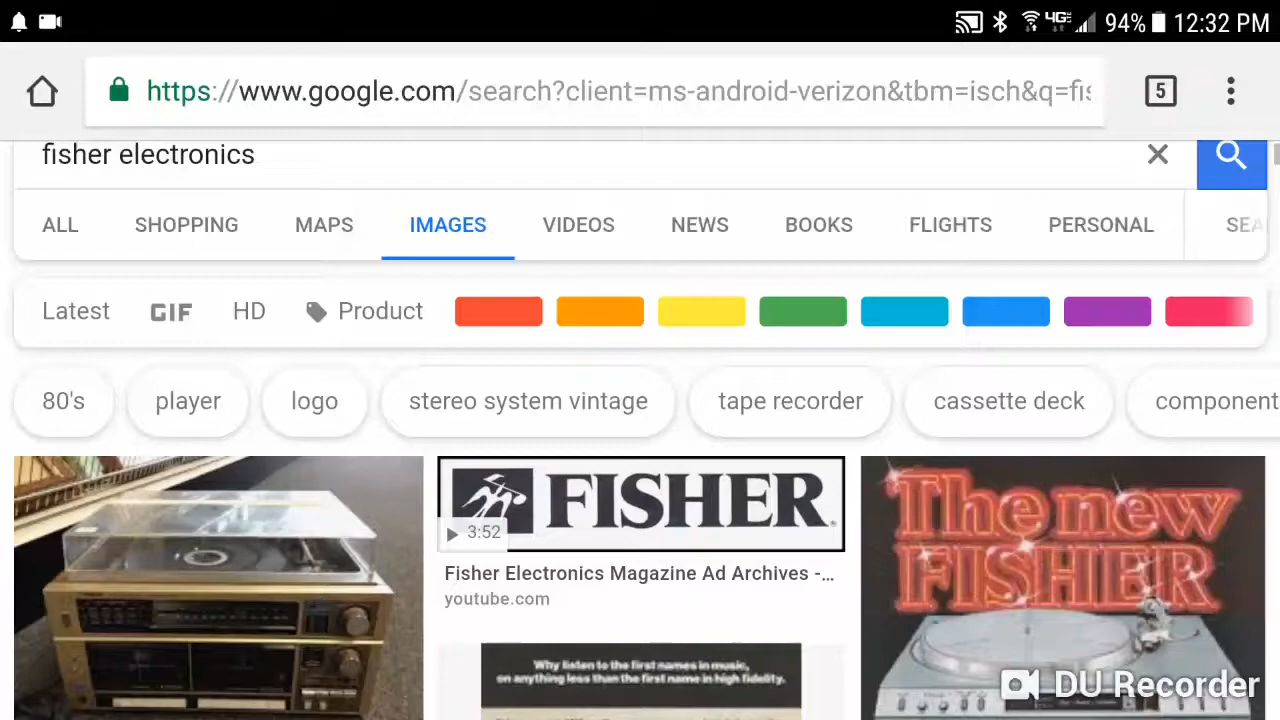 94% 12:32 PM
https://www.google.com/search?client=ms-android-verizon&tbm=isch&q=fis
5
fisher electronics
ALL SHOPPING MAPS IMAGES VIDEOS NEWS BOOKS FLIGHTS PERSONAL SEA
Latest GIF HD Product
80's player logo stereo system vintage tape recorder cassette deck component
FISHER
3:52
The new
FISHER
Fisher Electronics Magazine Ad Archives -...
youtube.com
Why listen to the first names in music,
on anything less than the first name in high fidelity.
DU Recorder